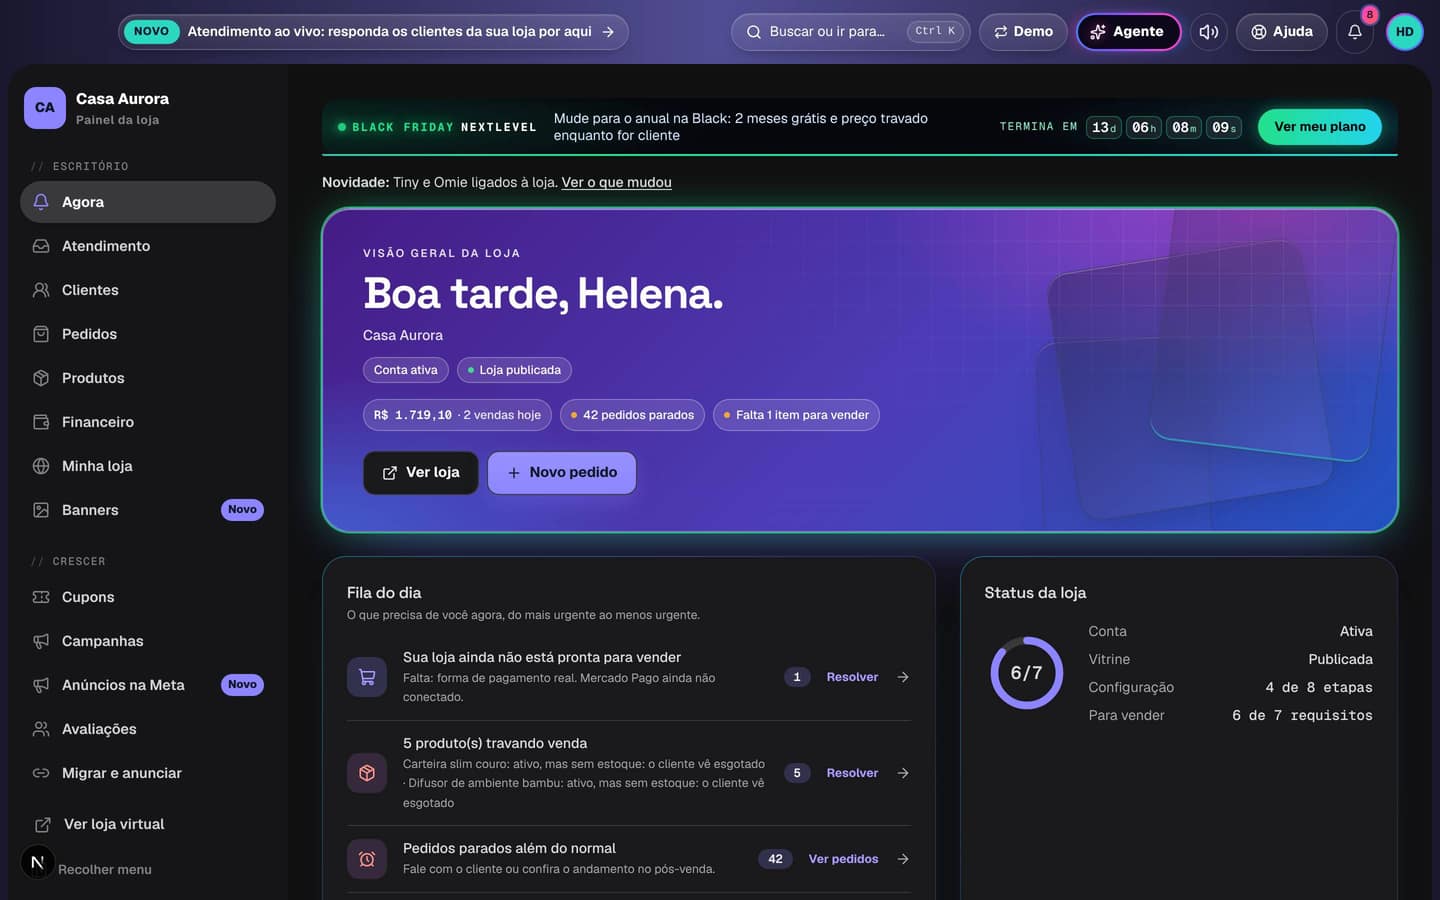 NOVO Atendimento ao vivo: responda os clientes da sua loja por aqui
Buscar ou ir para... Ctrl K
Demo
Agente
Ajuda
8
HD
CA
Casa Aurora
Painel da loja
// ESCRITÓRIO
Agora
Atendimento
Clientes
Pedidos
Produtos
Financeiro
Minha loja
Banners Novo
// CRESCER
Cupons
Campanhas
Anúncios na Meta Novo
Avaliações
Migrar e anunciar
Ver loja virtual
N
Recolher menu
BLACK FRIDAY NEXTLEVEL
Mude para o anual na Black: 2 meses grátis e preço travado
enquanto for cliente
TERMINA EM 13d 06h 08m 09s
Ver meu plano
Novidade: Tiny e Omie ligados à loja. Ver o que mudou
VISÃO GERAL DA LOJA
Boa tarde, Helena.
Casa Aurora
Conta ativa
Loja publicada
R$ 1.719,10 · 2 vendas hoje
42 pedidos parados
Falta 1 item para vender
Ver loja
Novo pedido
Fila do dia
O que precisa de você agora, do mais urgente ao menos urgente.
Sua loja ainda não está pronta para vender
Falta: forma de pagamento real. Mercado Pago ainda não
conectado.
1 Resolver
5 produto(s) travando venda
Carteira slim couro: ativo, mas sem estoque: o cliente vê esgotado
· Difusor de ambiente bambu: ativo, mas sem estoque: o cliente vê
esgotado
5 Resolver
Pedidos parados além do normal
Fale com o cliente ou confira o andamento no pós-venda.
42 Ver pedidos
Status da loja
6/7
Conta Ativa
Vitrine Publicada
Configuração 4 de 8 etapas
Para vender 6 de 7 requisitos